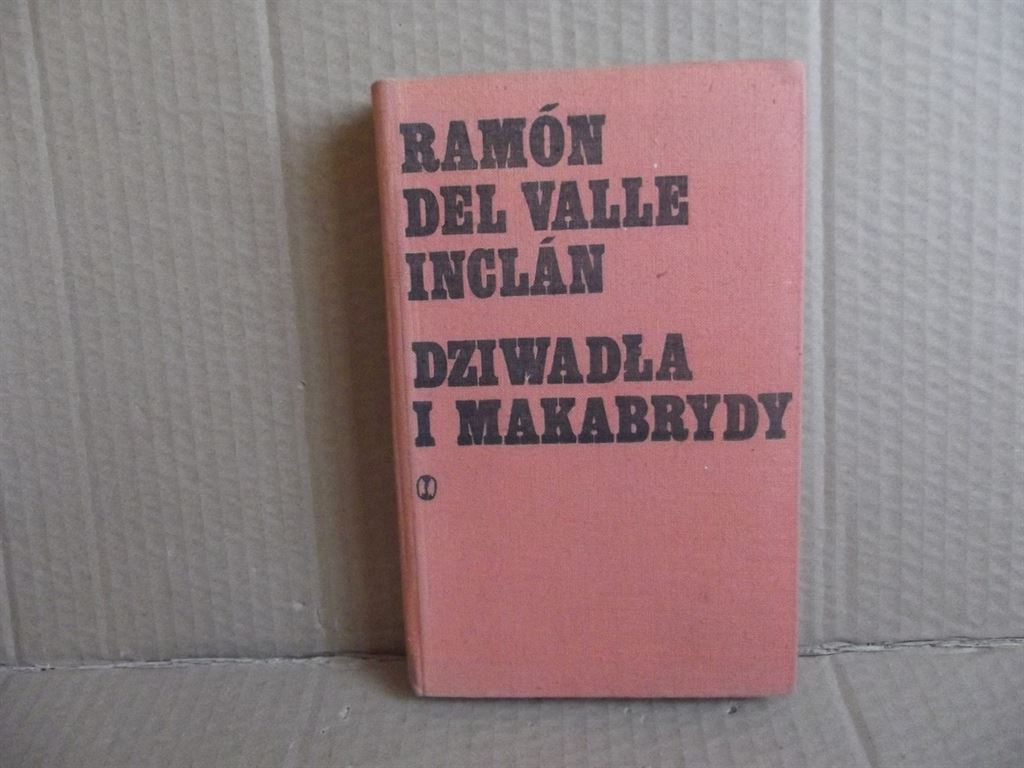 RAMÓN
DEL VALLE
INCLÁN
DZIWADŁA
I MAKABRYDY